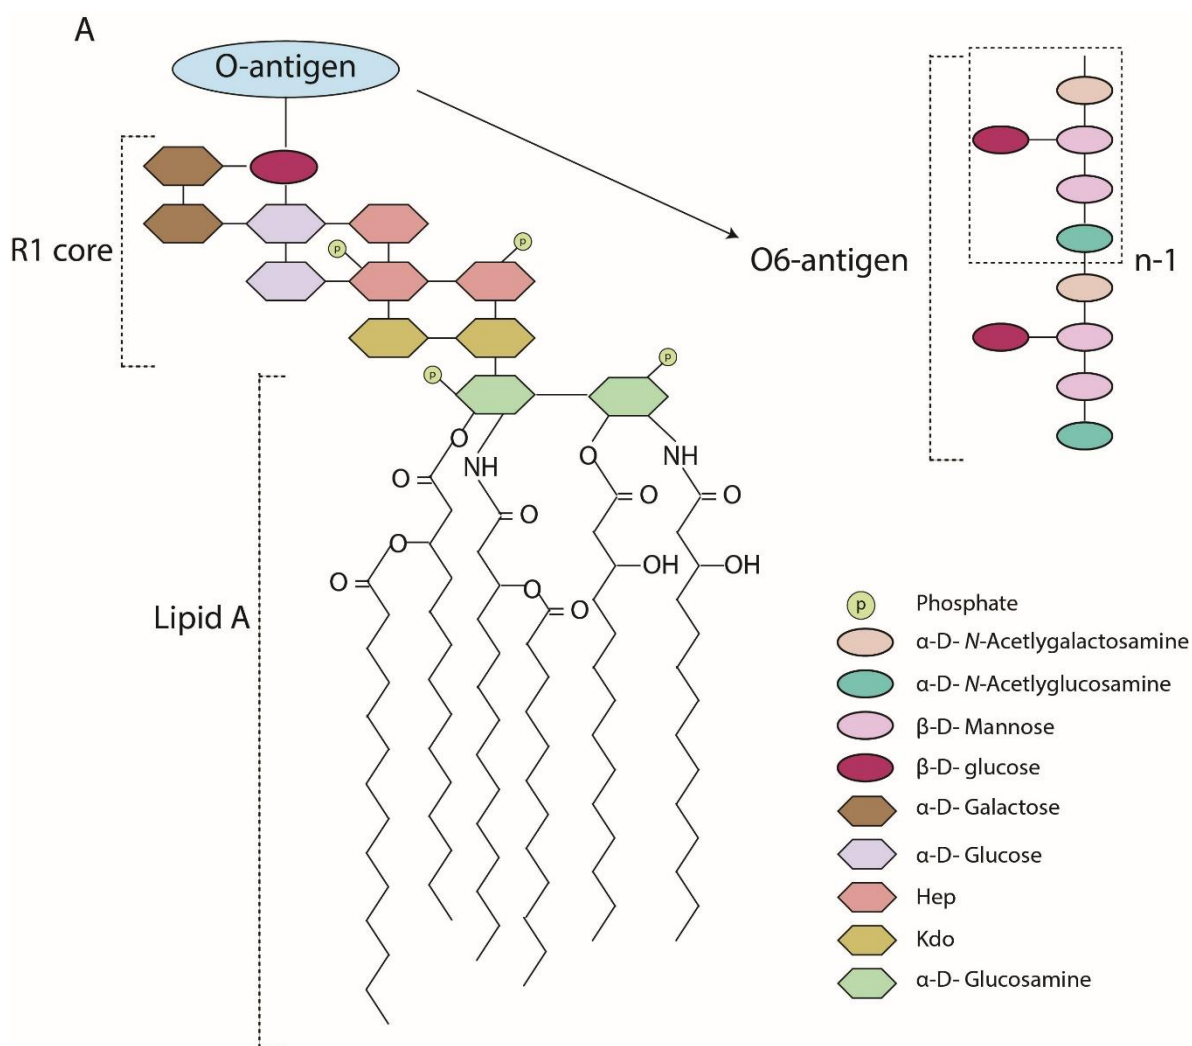 A
O-antigen
R1 core
p
p
O6-antigen
n-1
p
p
O
NH
O
NH
O
O
O
O
O
O
OH
OH
O
O
O
Lipid A
p Phosphate
α-D- N-Acetlygalactosamine
α-D- N-Acetlyglucosamine
β-D- Mannose
β-D- glucose
α-D- Galactose
α-D- Glucose
Hep
Kdo
α-D- Glucosamine